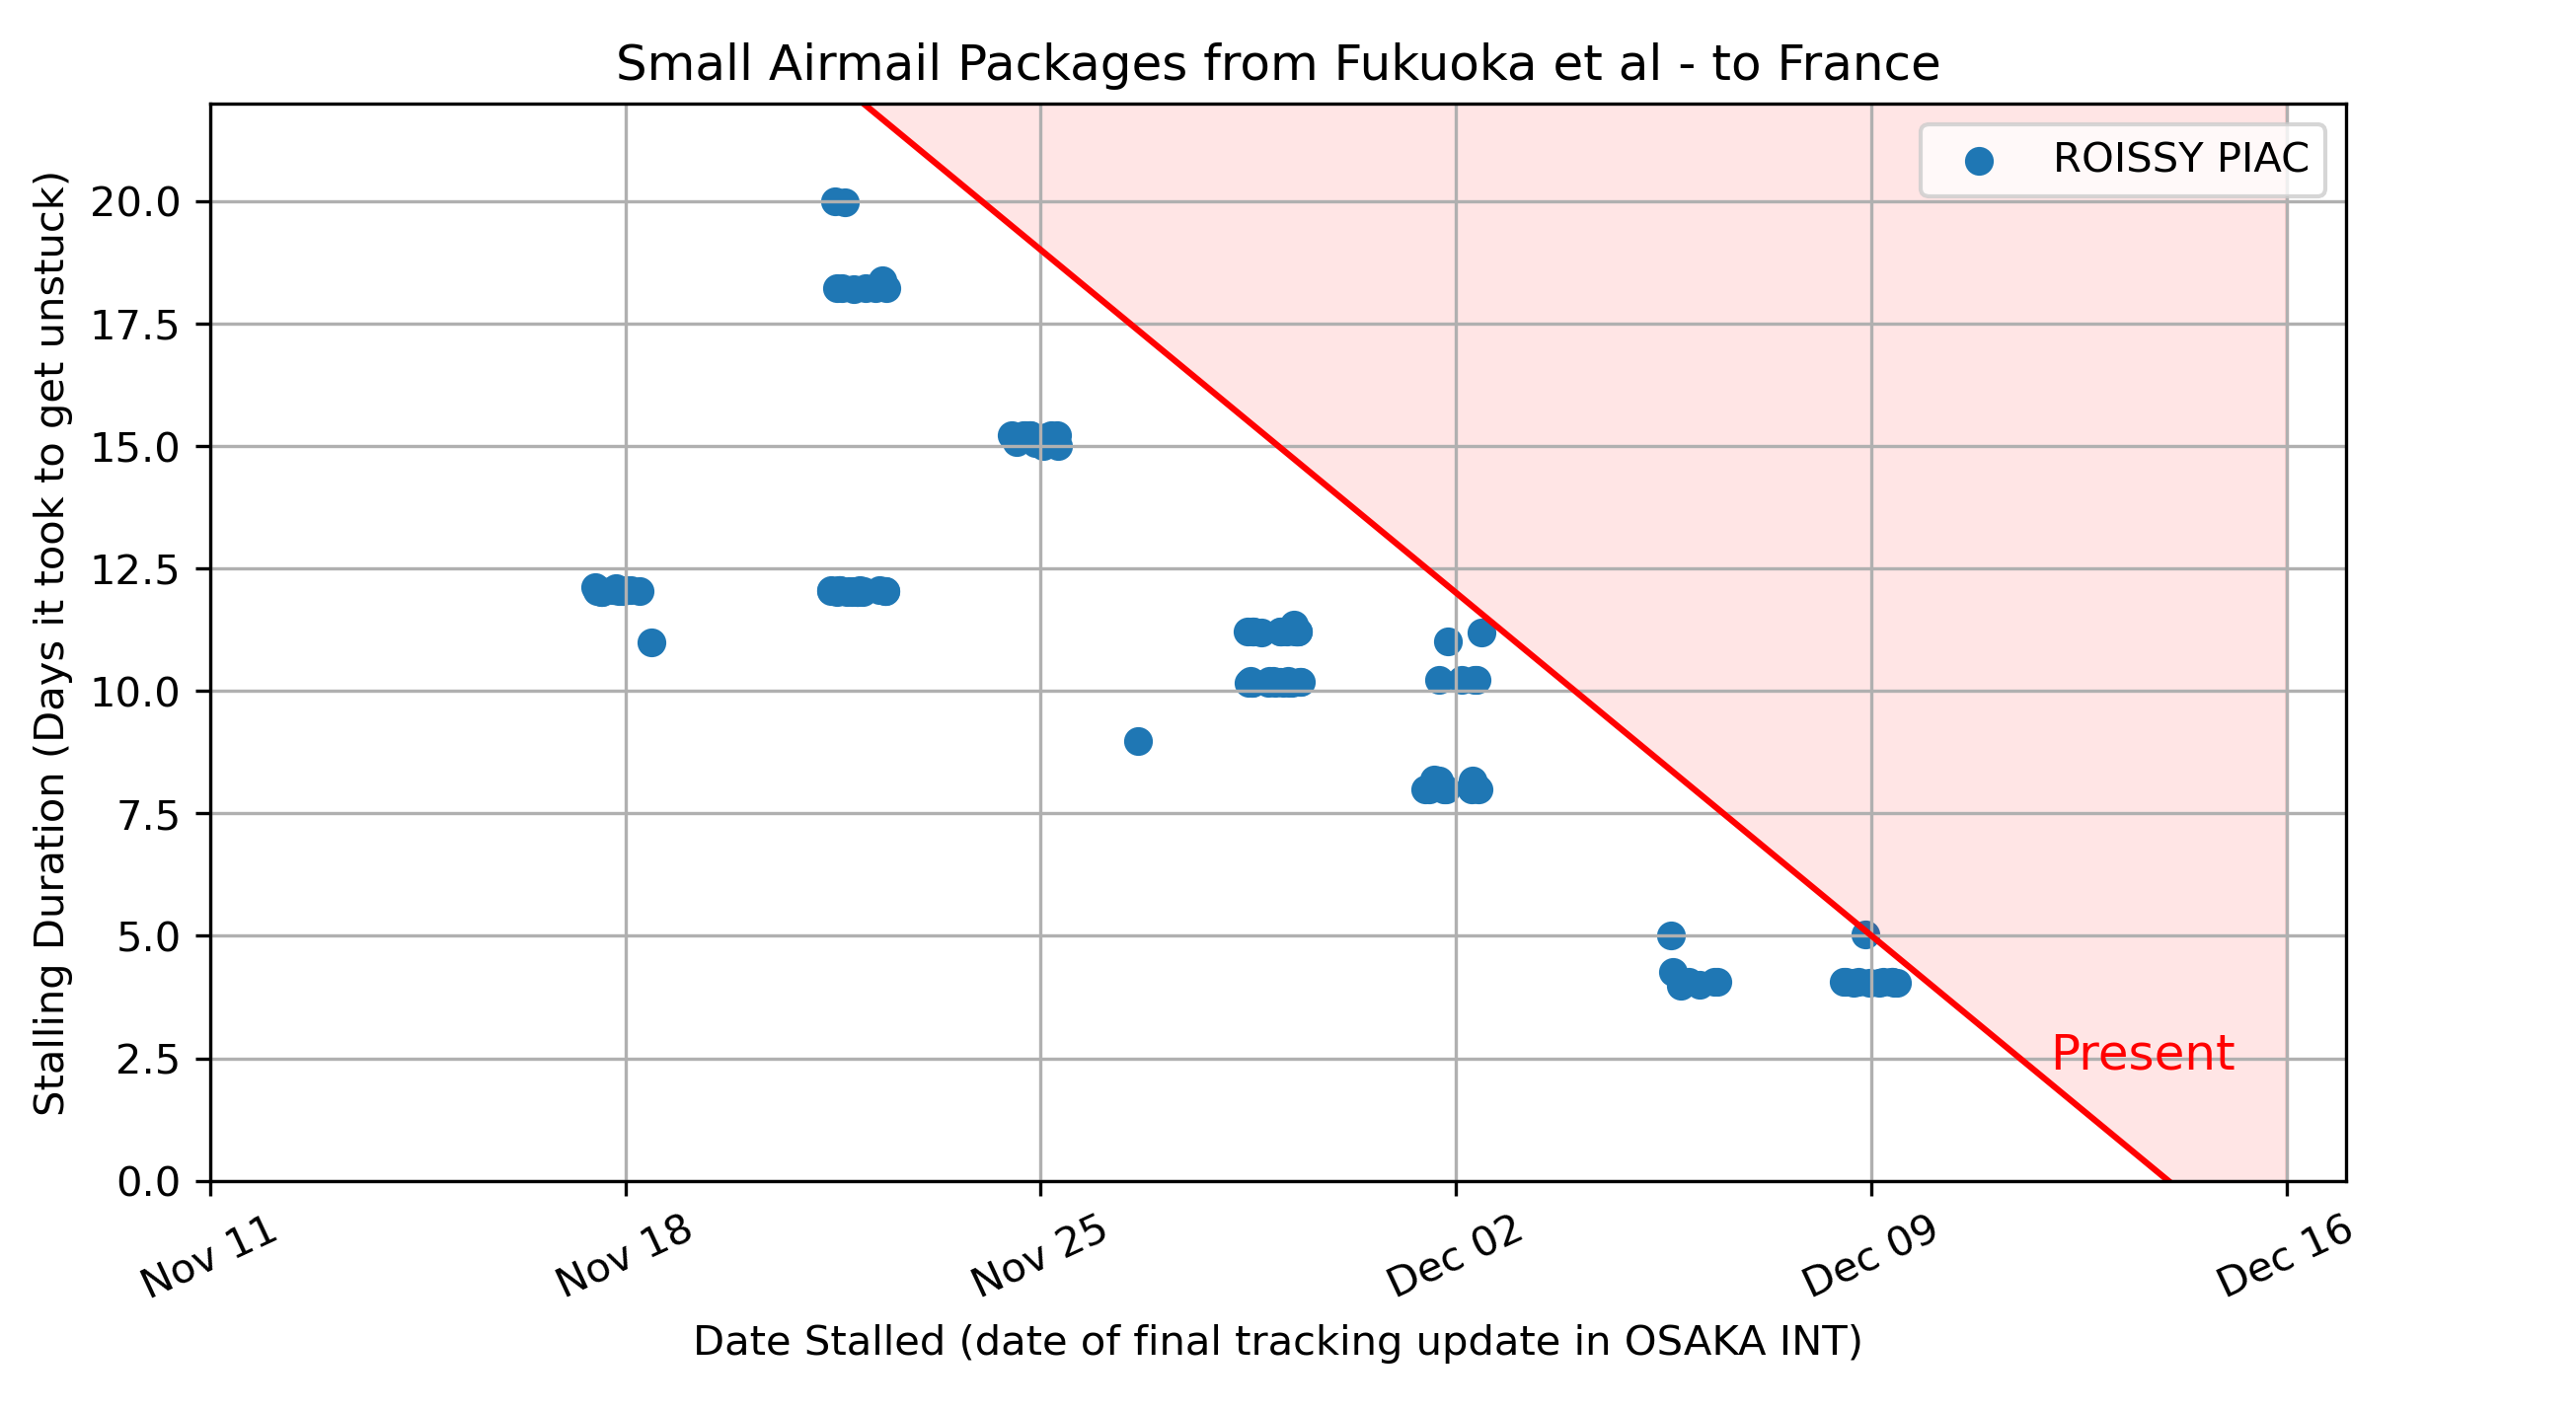 Small Airmail Packages from Fukuoka et al - to France
ROISSY PIAC
Stalling Duration (Days it took to get unstuck)
20.0
17.5
15.0
12.5
10.0
7.5
5.0
2.5
0.0
Present
Nov 11
Nov 18
Nov 25
Dec 02
Dec 09
Dec 16
Date Stalled (date of final tracking update in OSAKA INT)